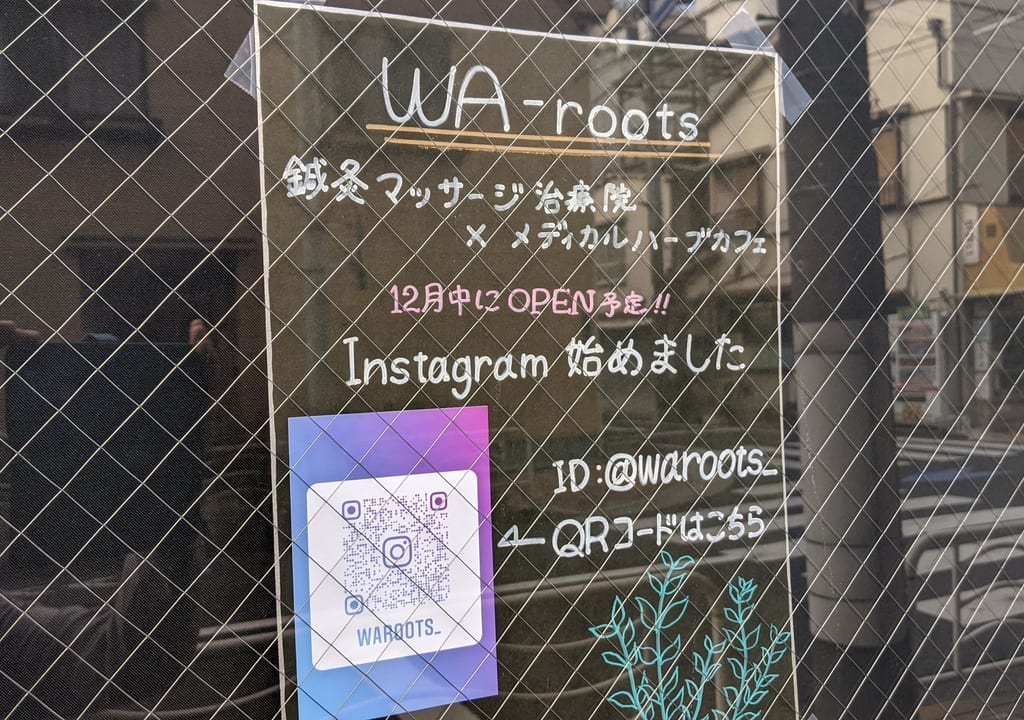 WA-roots
鍼灸マッサージ治療院
× メディカルハーブカフェ
12月中にOPEN予定!!
Instagram 始めました
ID:@waroots_
←QRコードはこちら
WAROOTS_